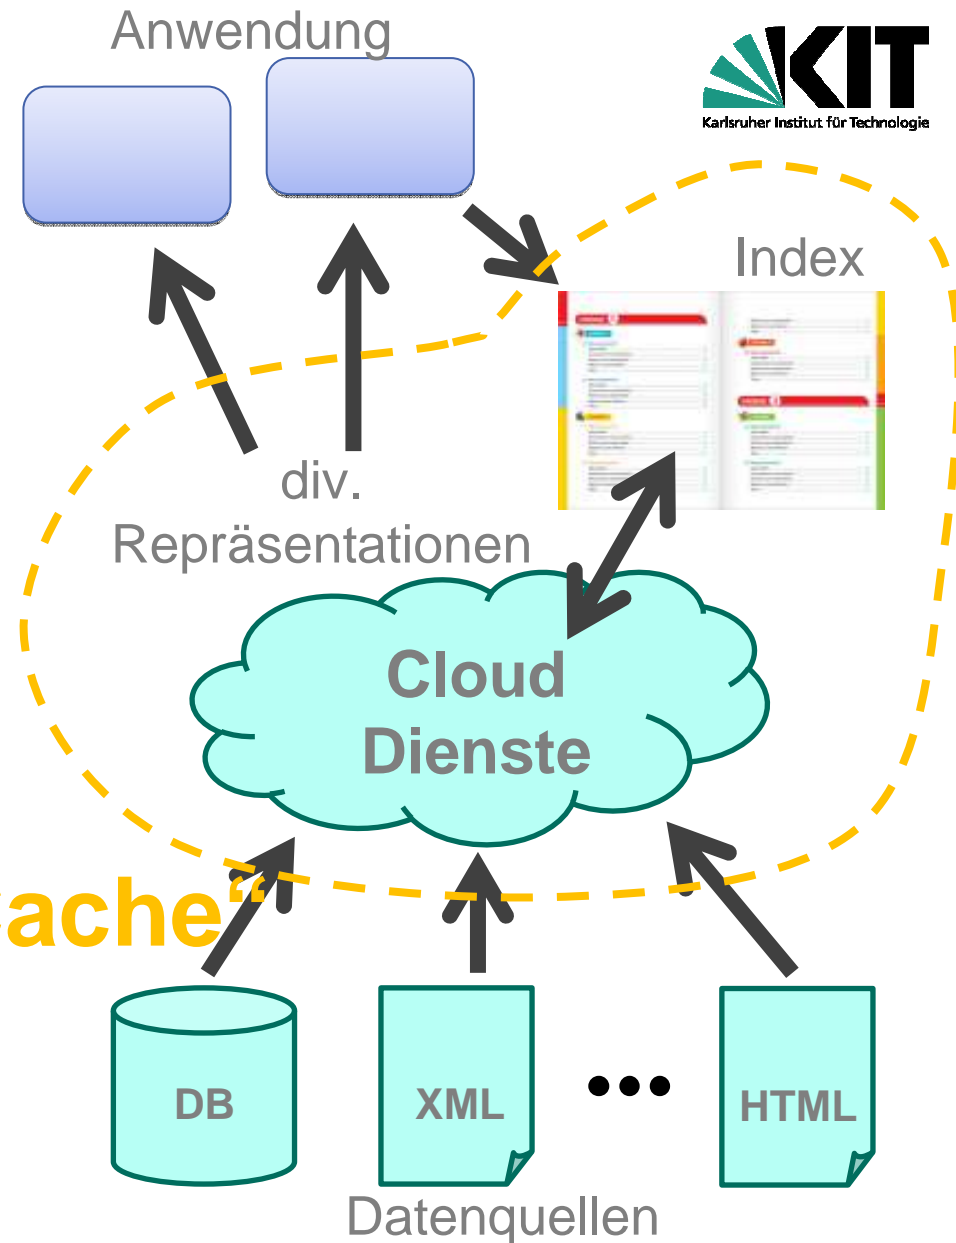 Anwendung
KIT
Karlsruher Institut für Technologie
Index
div.
Repräsentationen
Cloud
Dienste
ache“
DB
XML
HTML
Datenquellen